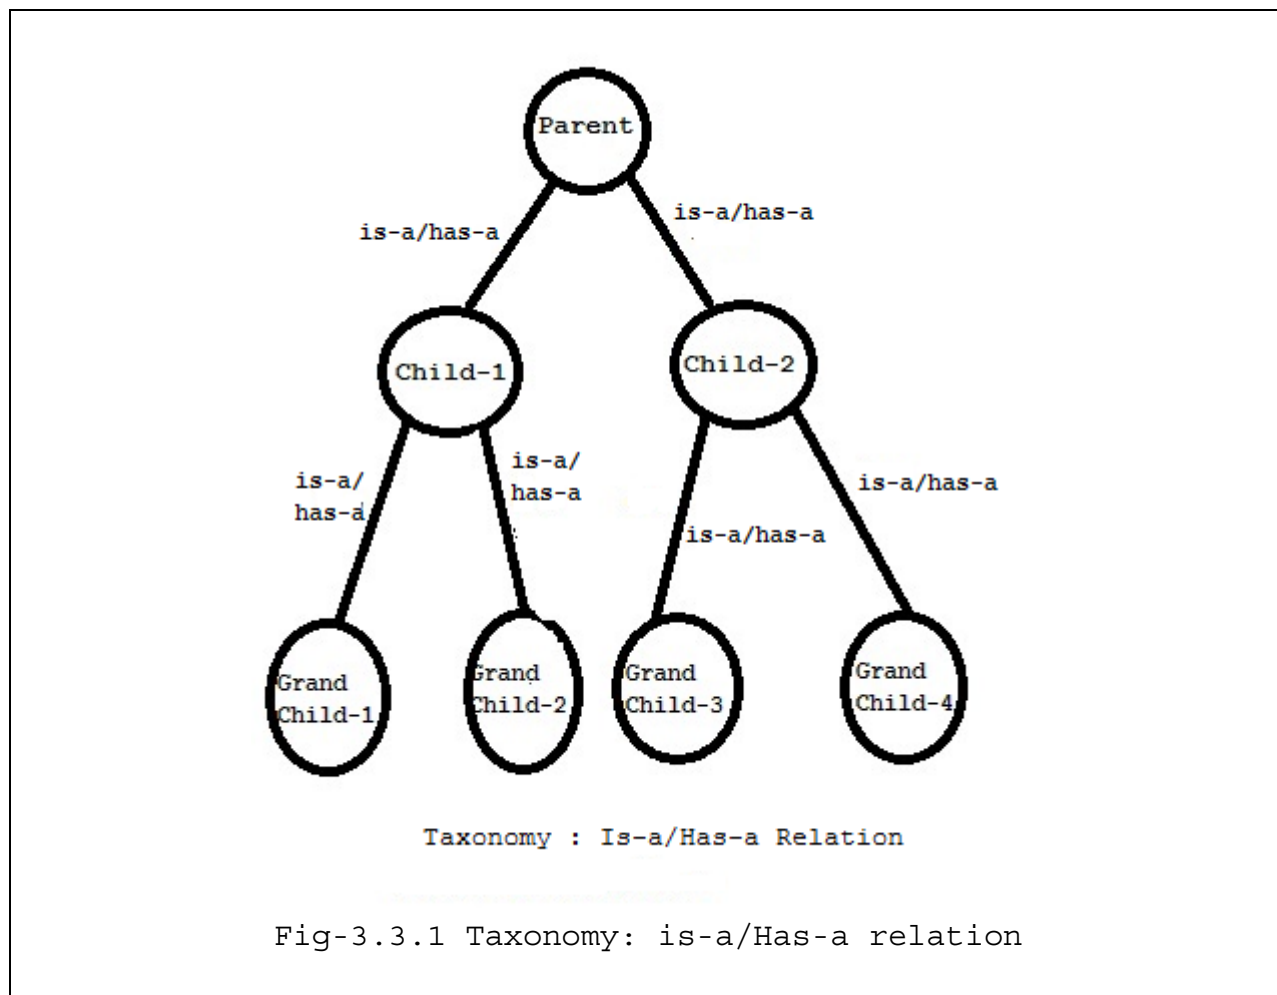 Parent
is-a/has-a
is-a/has-a
Child-1
Child-2
is-a/
has-a
is-a/
has-a
is-a/has-a
is-a/has-a
Grand
Child-1
Grand
Child-2
Grand
Child-3
Grand
Child-4
Taxonomy : Is-a/Has-a Relation
Fig-3.3.1 Taxonomy: is-a/Has-a relation